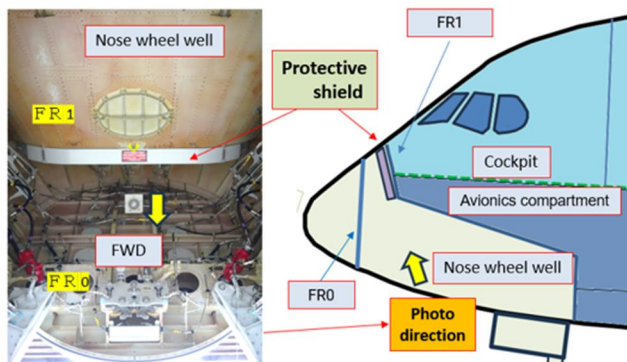 Nose wheel well
FR1
FWD
FR0
Protective
shield
FR1
Cockpit
Avionics compartment
Nose wheel well
FR0
Photo
direction